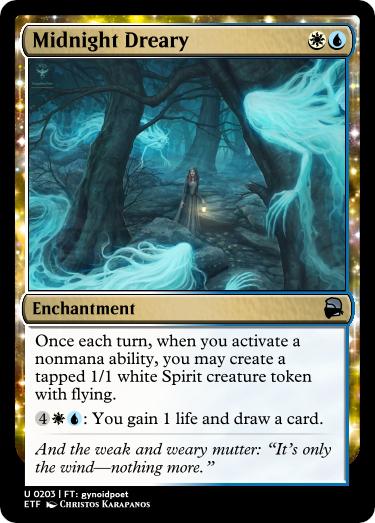 Midnight Dreary
Enchantment
Once each turn, when you activate a
nonmana ability, you may create a
tapped 1/1 white Spirit creature token
with flying.
4: You gain 1 life and draw a card.
And the weak and weary mutter: “It’s only
the wind—nothing more.”
U 0203 | FT: gynoidpoet
ETF Christos Karapanos